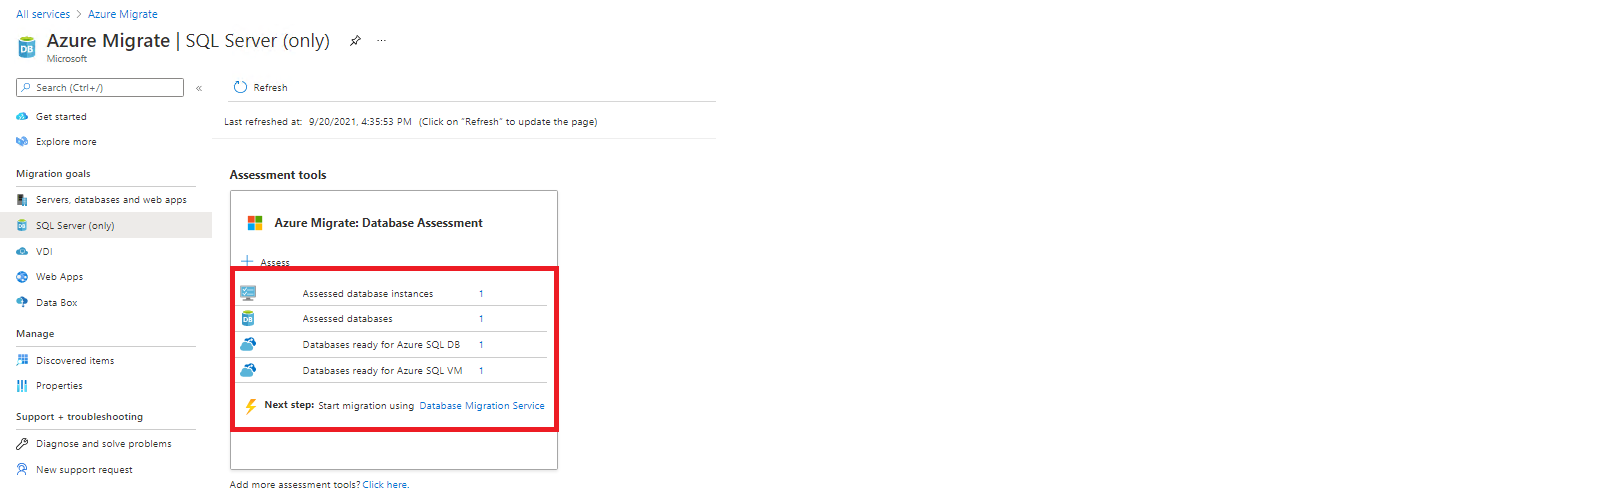 All services > Azure Migrate
Azure Migrate | SQL Server (only) ...
Microsoft
Search (Ctrl+/) «
Get started
Explore more
Migration goals
Servers, databases and web apps
SQL Server (only)
VDI
Web Apps
Data Box
Manage
Discovered items
Properties
Support + troubleshooting
Diagnose and solve problems
New support request
Refresh
Last refreshed at: 9/20/2021, 4:35:53 PM (Click on "Refresh" to update the page)
Assessment tools
Azure Migrate: Database Assessment
Assess
Assessed database instances 1
DB Assessed databases 1
Databases ready for Azure SQL DB 1
Databases ready for Azure SQL VM 1
Next step: Start migration using Database Migration Service
Add more assessment tools? Click here.